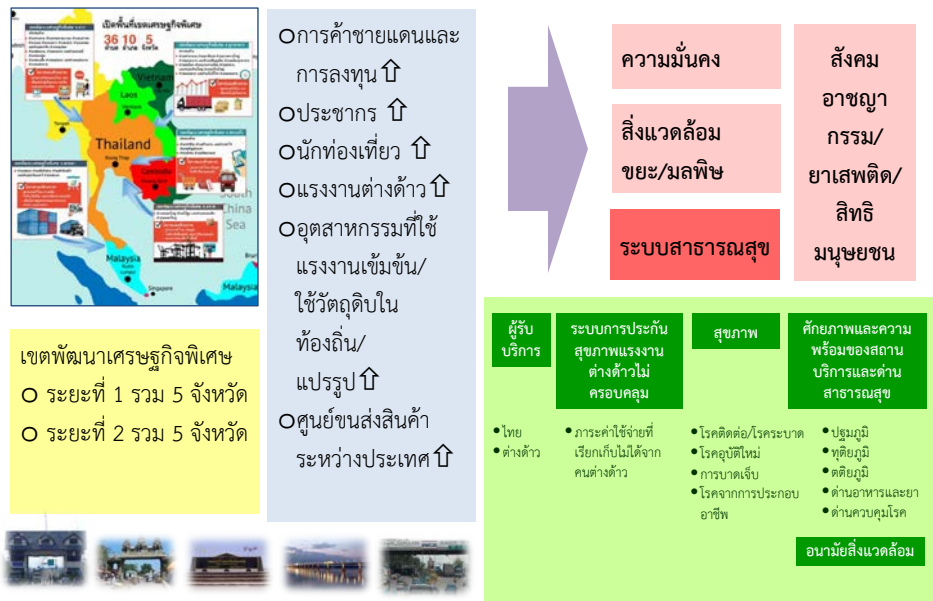 เปิดพื้นที่เขตเศรษฐกิจพิเศษ
36 10 5
ตำบล อำเภอ จังหวัด
Vietnam
Laos
Thailand
Cambodia
South
China
Sea
Malaysia
Singapore
Malaysia
เขตพัฒนาเศรษฐกิจพิเศษ
o ระยะที่ 1 รวม 5 จังหวัด
o ระยะที่ 2 รวม 5 จังหวัด
oการค้าชายแดนและ
การลงทุน⇧
oประชากร ⇧
oนักท่องเที่ยว ⇧
oแรงงานต่างด้าว⇧
oอุตสาหกรรมที่ใช้
แรงงานเข้มข้น/
ใช้วัตถุดิบใน
ท้องถิ่น/
แปรรูป⇧
oศูนย์ขนส่งสินค้า
ระหว่างประเทศ⇧
ความมั่นคง
สิ่งแวดล้อม
ขยะ/มลพิษ
ระบบสาธารณสุข
สังคม
อาชญา
กรรม/
ยาเสพติด/
สิทธิ
มนุษยชน
ผู้รับ
บริการ
•ไทย
•ต่างด้าว
ระบบการประกัน
สุขภาพแรงงาน
ต่างด้าวไม่
ครอบคลุม
•ภาระค่าใช้จ่ายที่
เรียกเก็บไม่ได้จาก
คนต่างด้าว
สุขภาพ
•โรคติดต่อ/โรคระบาด
•โรคอุบัติใหม่
•การบาดเจ็บ
•โรคจากการประกอบ
อาชีพ
ศักยภาพและความ
พร้อมของสถาน
บริการและด่าน
สาธารณสุข
•ปฐมภูมิ
•ทุติยภูมิ
•ตติยภูมิ
•ด่านอาหารและยา
•ด่านควบคุมโรค
อนามัยสิ่งแวดล้อม